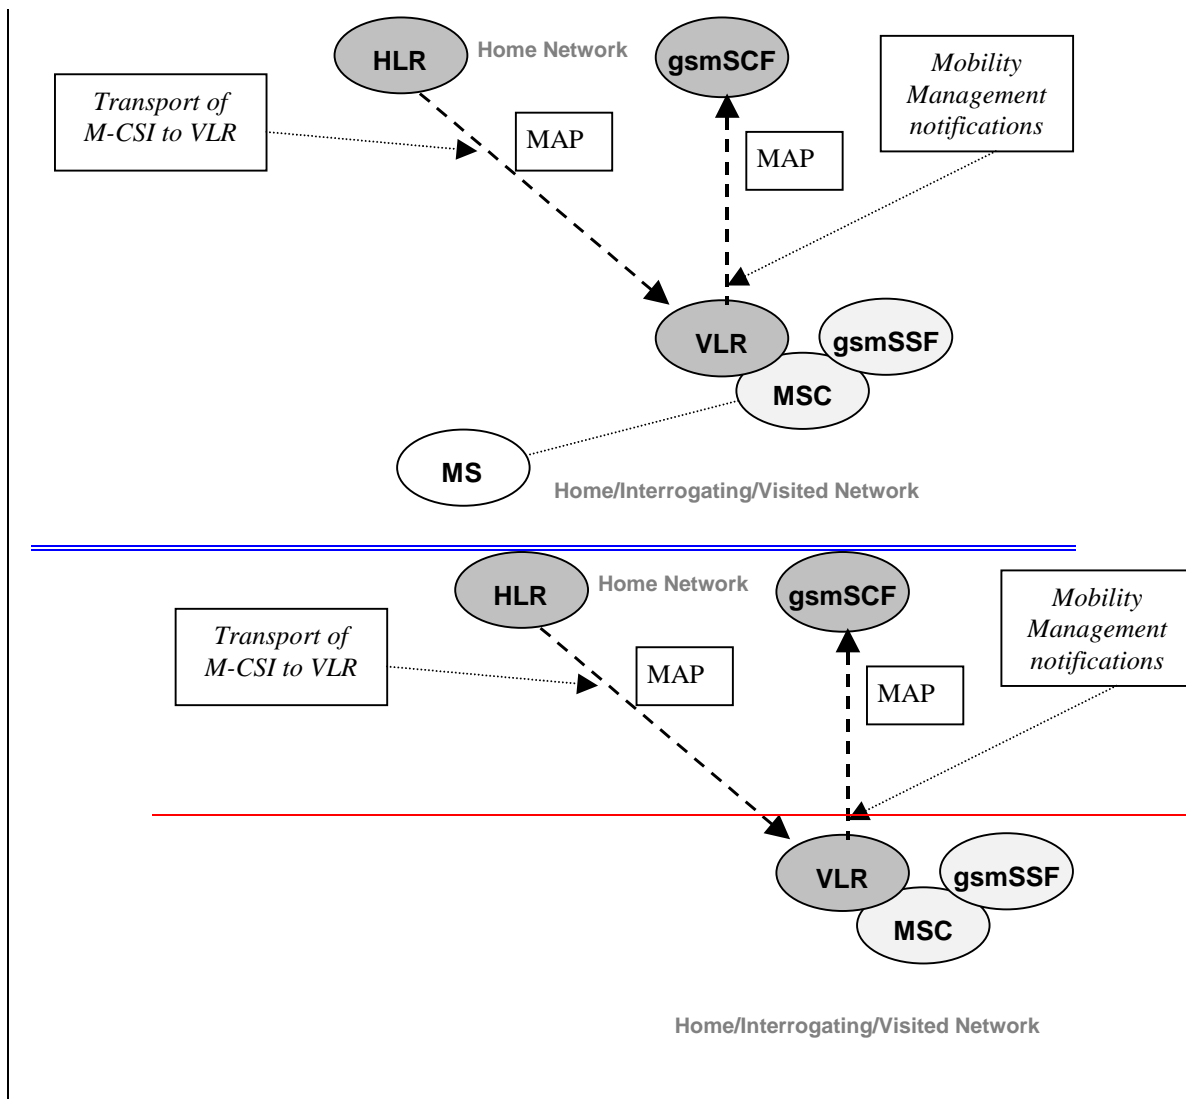 HLR
Home Network
gsmSCF
Mobility
Management
notifications
Transport of
M-CSI to VLR
MAP
MAP
VLR
gsmSSF
MSC
MS
Home/Interrogating/Visited Network
HLR
Home Network
gsmSCF
Mobility
Management
notifications
Transport of
M-CSI to VLR
MAP
MAP
VLR
gsmSSF
MSC
Home/Interrogating/Visited Network